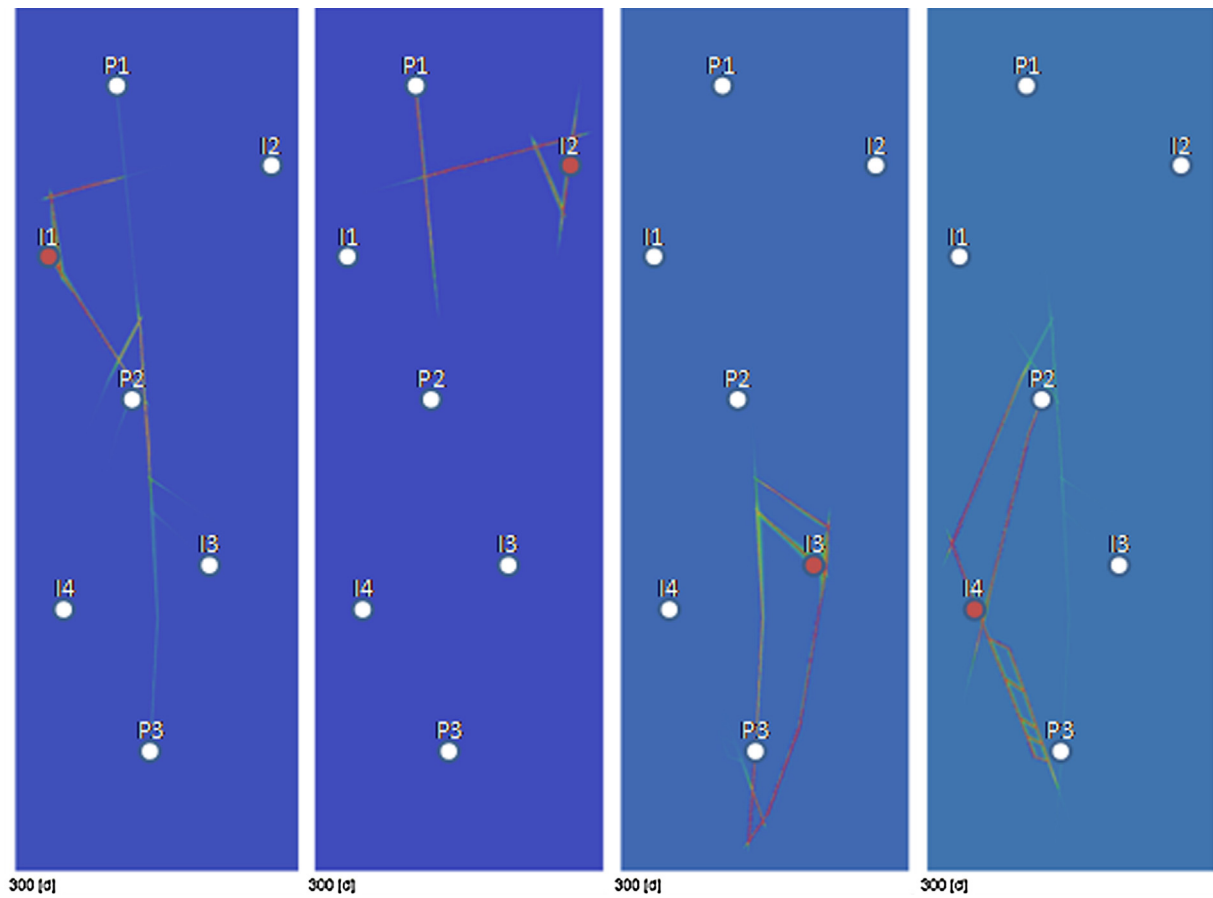 P1 P1 P1 P1
I2 I2 I2 I2
I1 I1 I1 I1
P2 P2 P2 P2
I3 I3 I3 I3
I4 I4 I4 I4
P3 P3 P3 P3
300 [d] 300 [d] 300 [d] 300 [d]